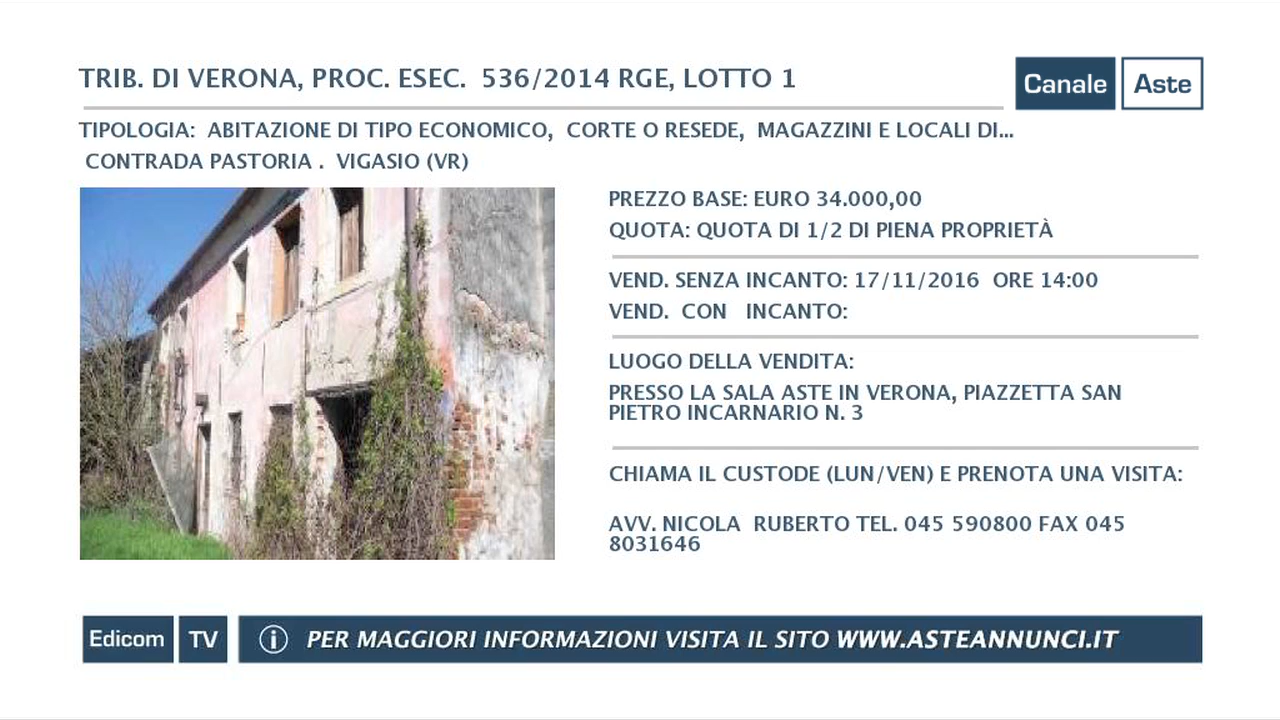 TRIB. DI VERONA, PROC. ESEC. 536/2014 RGE, LOTTO 1
Canale Aste
TIPOLOGIA: ABITAZIONE DI TIPO ECONOMICO, CORTE O RESEDE, MAGAZZINI E LOCALI DI...
CONTRADA PASTORIA . VIGASIO (VR)
PREZZO BASE: EURO 34.000,00
QUOTA: QUOTA DI 1/2 DI PIENA PROPRIETÀ
VEND. SENZA INCANTO: 17/11/2016 ORE 14:00
VEND. CON INCANTO:
LUOGO DELLA VENDITA:
PRESSO LA SALA ASTE IN VERONA, PIAZZETTA SAN
PIETRO INCARNARIO N. 3
CHIAMA IL CUSTODE (LUN/VEN) E PRENOTA UNA VISITA:
AVV. NICOLA RUBERTO TEL. 045 590800 FAX 045
8031646
Edicom TV
PER MAGGIORI INFORMAZIONI VISITA IL SITO WWW.ASTEANNUNCI.IT